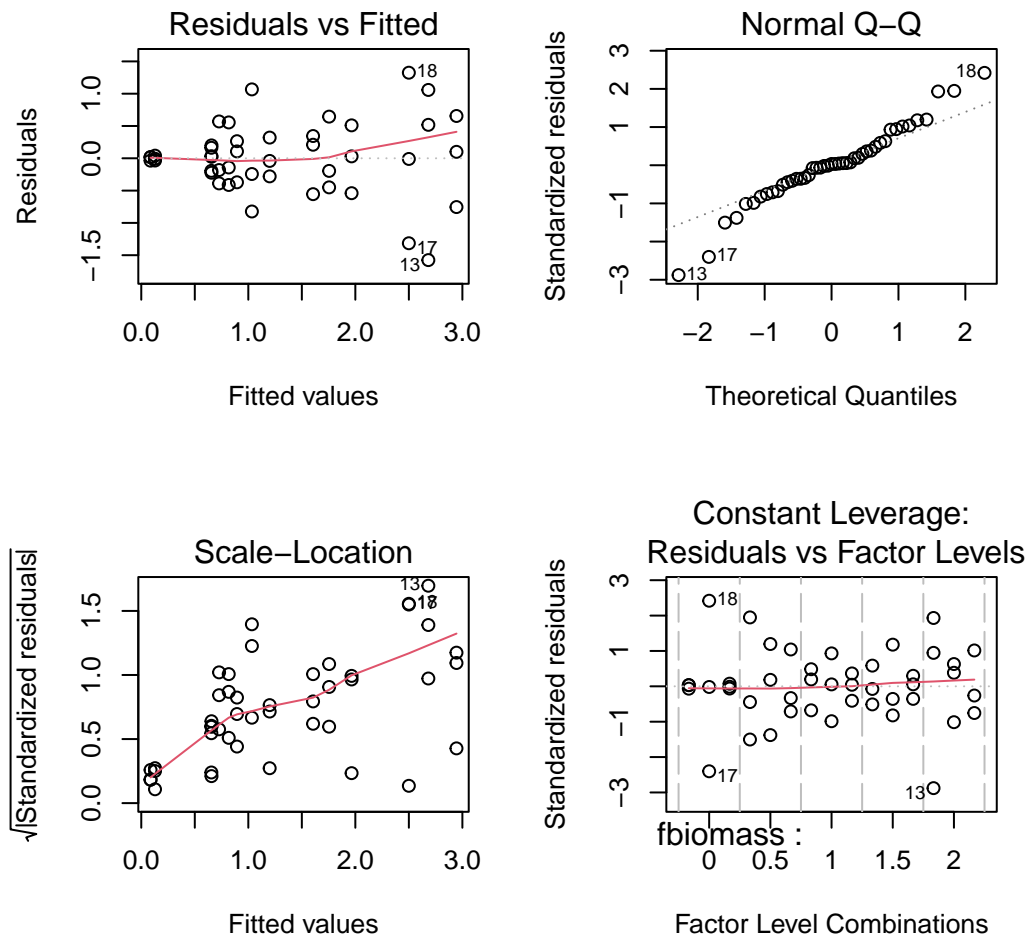 Residuals vs Fitted
Residuals
1.0
0.0
−1.5
18
17
13
0.0 1.0 2.0 3.0
Fitted values
Normal Q−Q
Standardized residuals
3
2
1
−1
−3
18
17
13
−2 −1 0 1 2
Theoretical Quantiles
Scale−Location
√|Standardized residuals|
1.5
1.0
0.5
0.0
13
18
17
0.0 1.0 2.0 3.0
Fitted values
Constant Leverage:
Residuals vs Factor Levels
Standardized residuals
3
1
−1
−3
18
17
13
fbiomass :
0 0.5 1 1.5 2
Factor Level Combinations